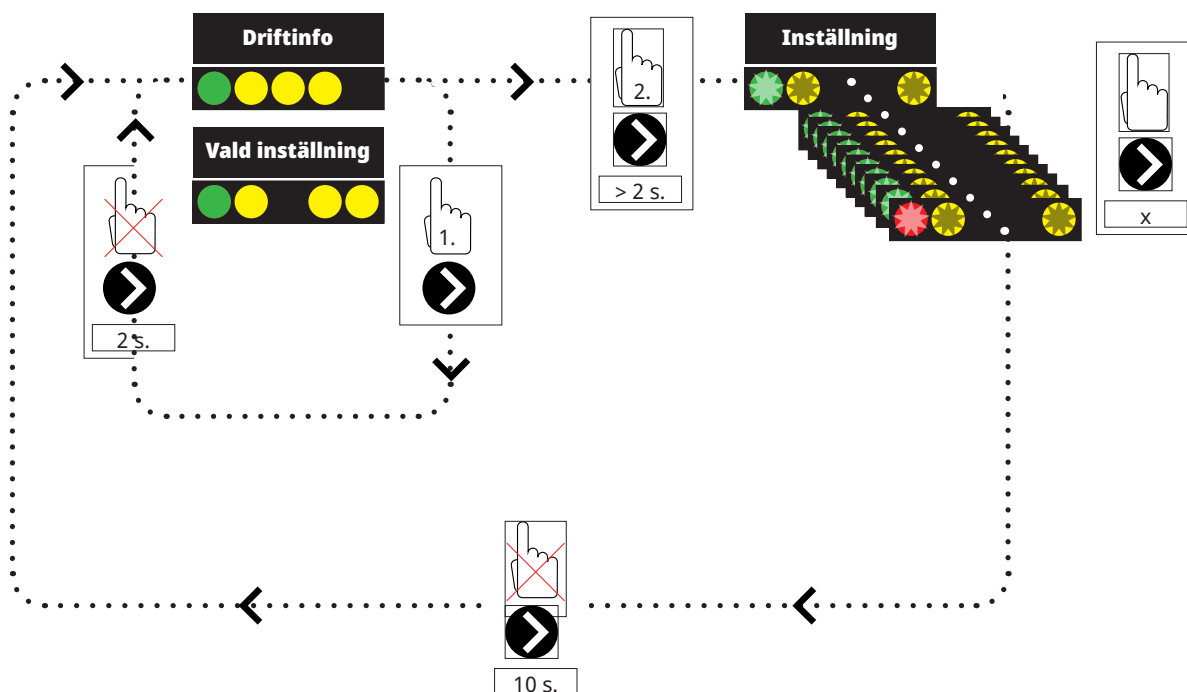 Driftinfo
Vald inställning
2 s.
1.
2.
> 2 s.
Inställning
x
10 s.